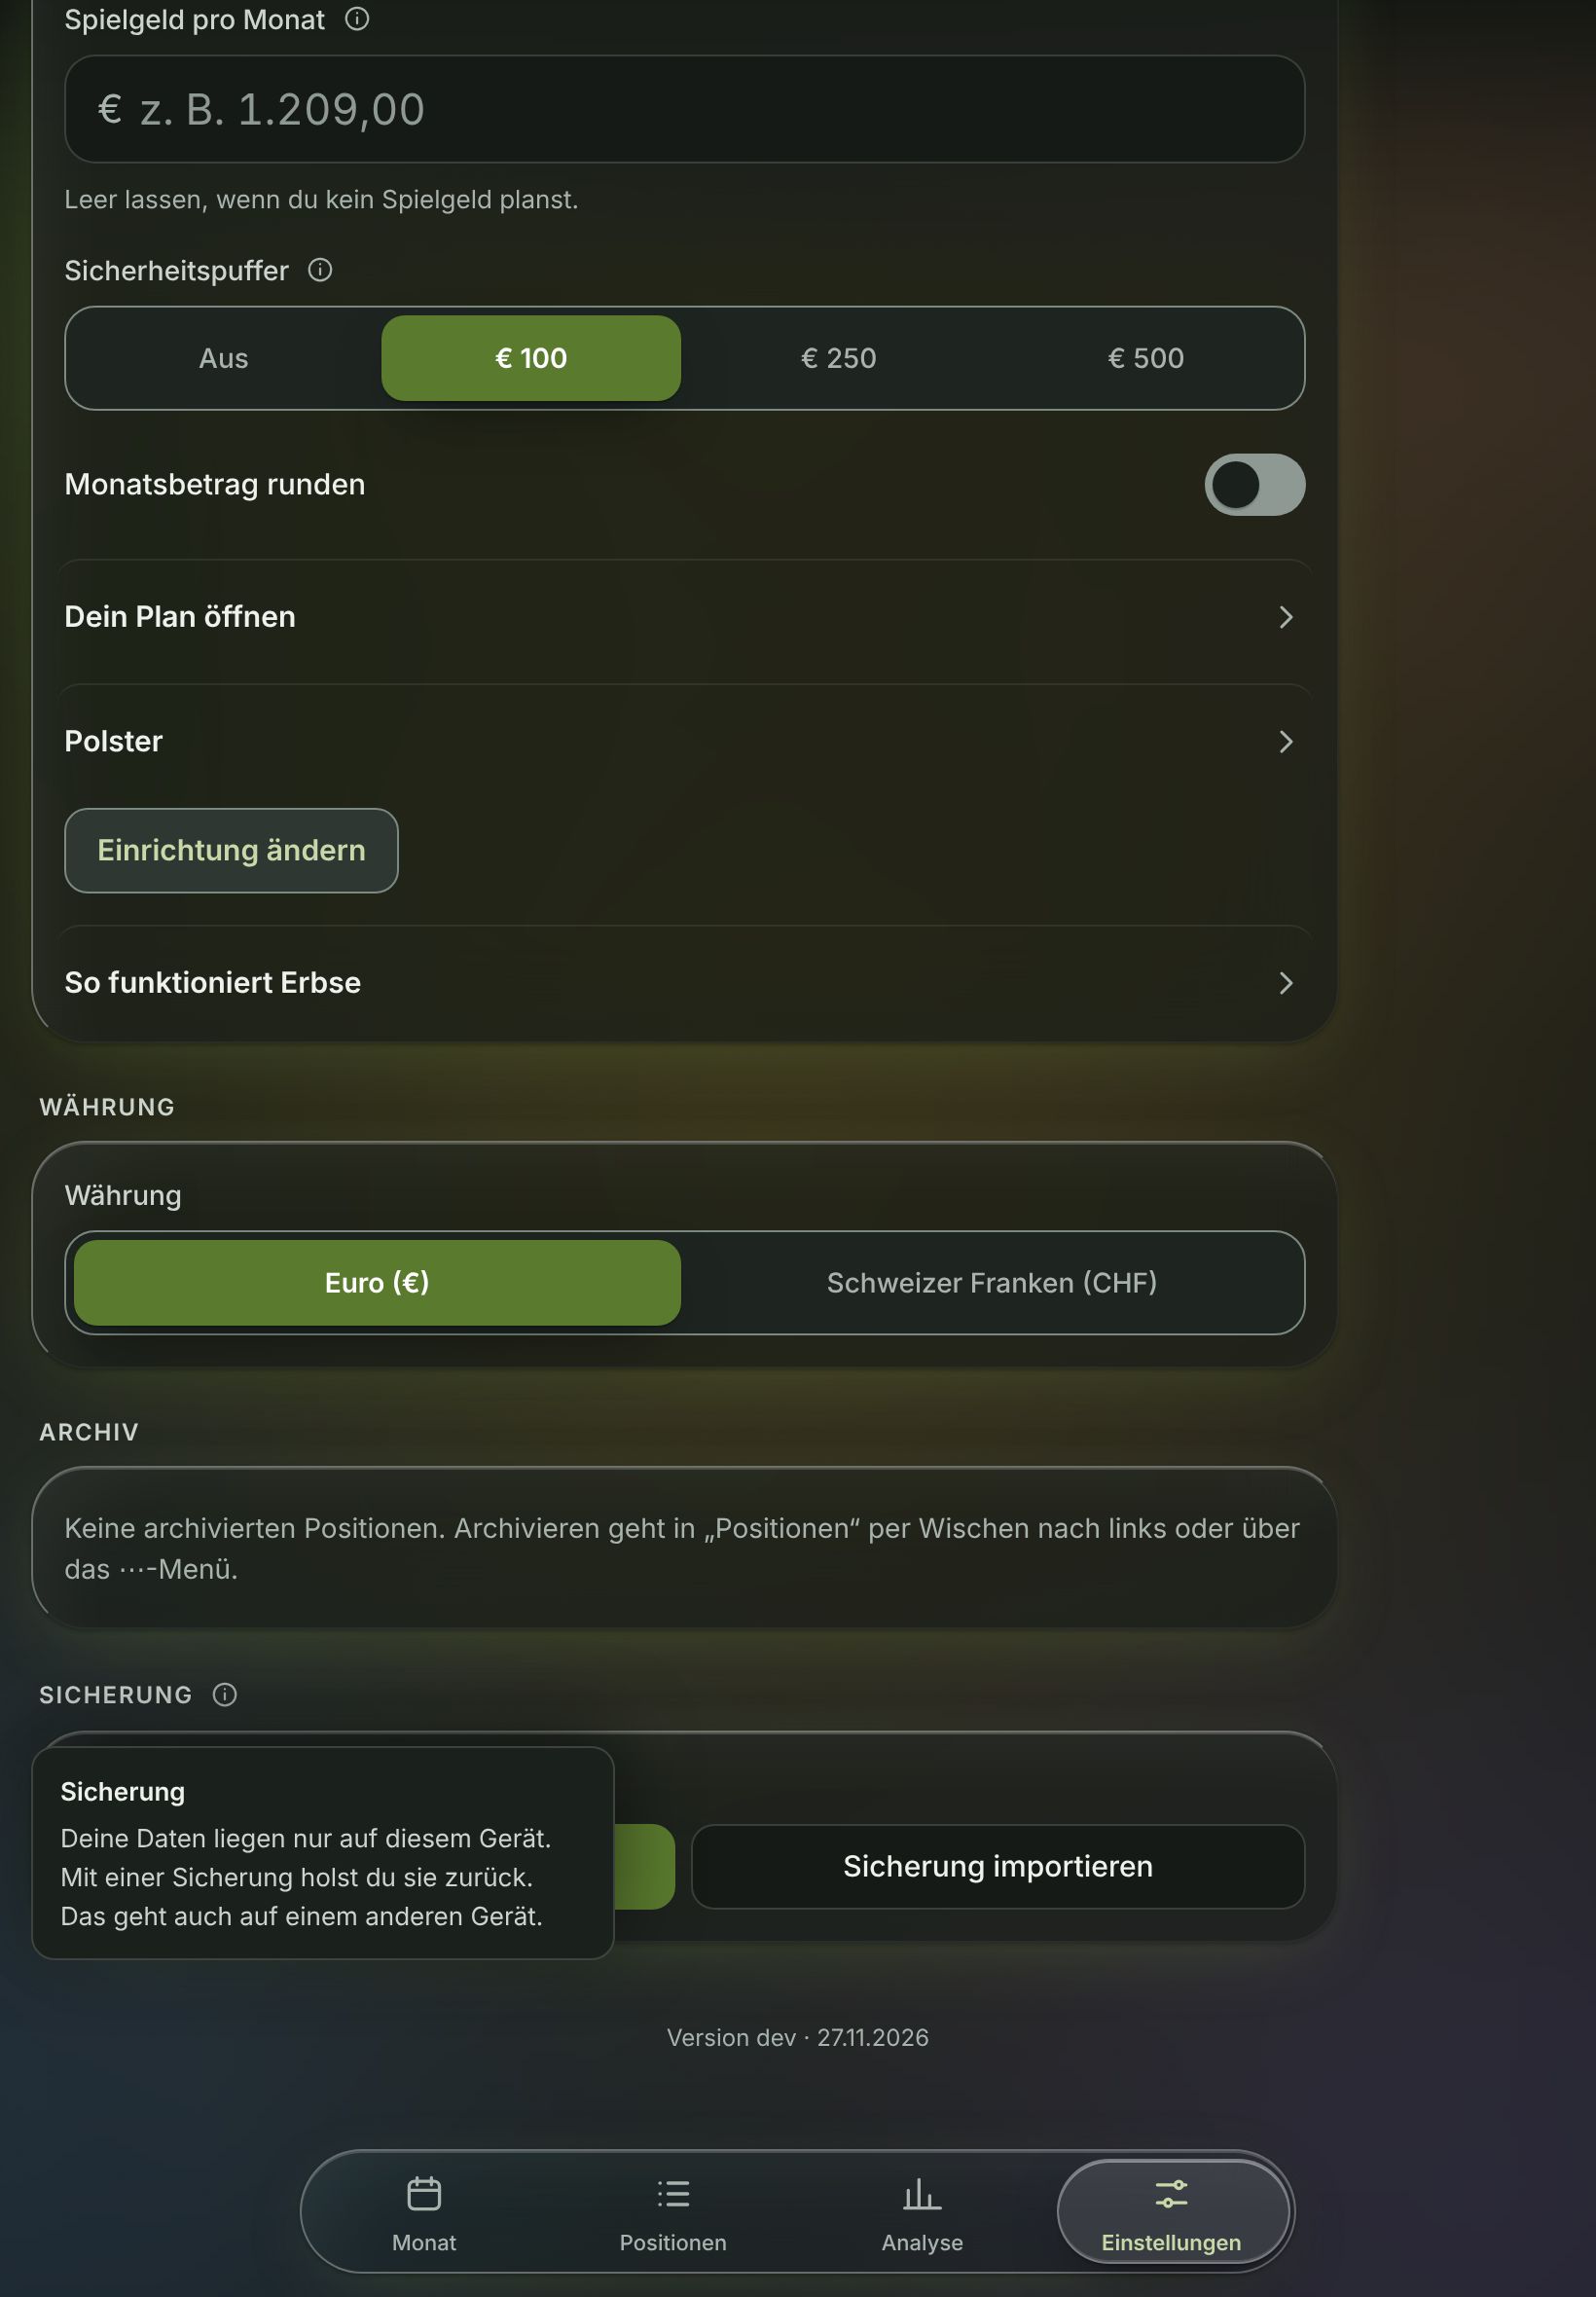 Spielgeld pro Monat
€ z. B. 1.209,00
Leer lassen, wenn du kein Spielgeld planst.
Sicherheitspuffer
Aus € 100 € 250 € 500
Monatsbetrag runden
Dein Plan öffnen
Polster
Einrichtung ändern
So funktioniert Erbse
WÄHRUNG
Währung
Euro (€) Schweizer Franken (CHF)
ARCHIV
Keine archivierten Positionen. Archivieren geht in „Positionen“ per Wischen nach links oder über
das ···-Menü.
SICHERUNG
Sicherung
Deine Daten liegen nur auf diesem Gerät.
Mit einer Sicherung holst du sie zurück.
Das geht auch auf einem anderen Gerät.
Sicherung importieren
Version dev · 27.11.2026
Monat Positionen Analyse Einstellungen